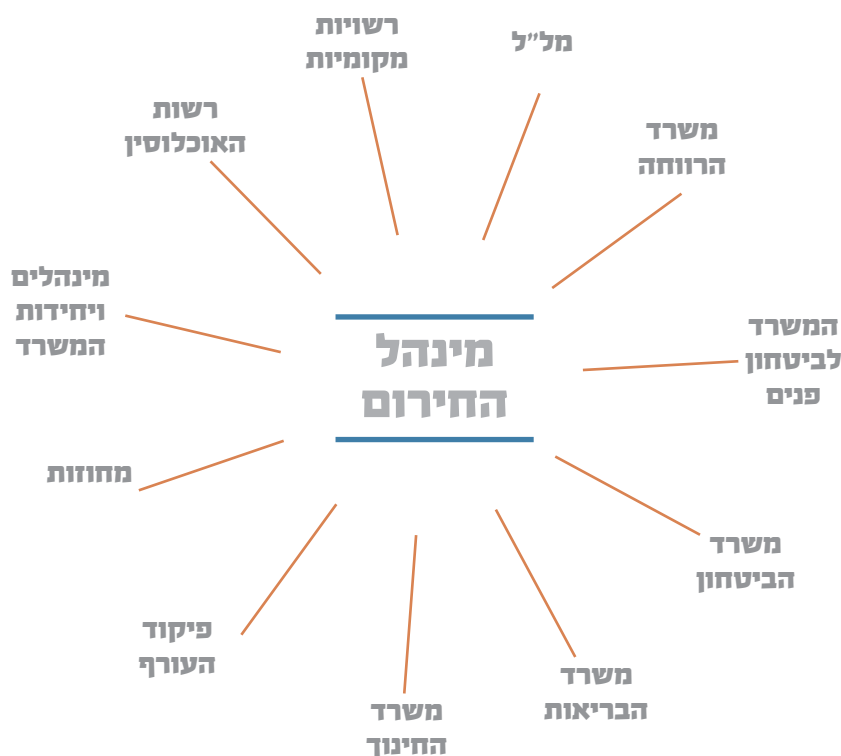 מל״ל
רשויות
מקומיות
רשות
האוכלוסין
משרד
הרווחה
מינהלים
ויחידות
המשרד
המשרד
לביטחון
פנים
מינהל
החירום
מחוזות
משרד
הביטחון
פיקוד
העורף
משרד
הבריאות
משרד
החינוך